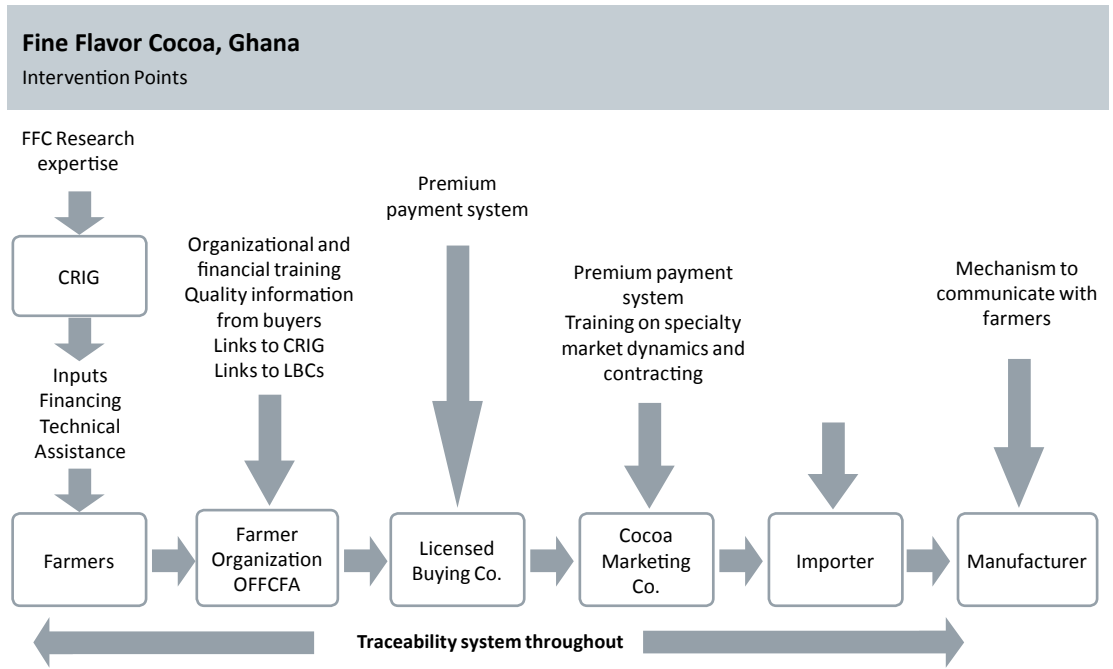 Fine Flavor Cocoa, Ghana
Intervention Points
FFC Research
expertise
CRIG
Inputs
Financing
Technical
Assistance
Organizational and
financial training
Quality information
from buyers
Links to CRIG
Links to LBCs
Premium
payment system
Premium payment
system
Training on specialty
market dynamics and
contracting
Mechanism to
communicate with
farmers
Farmers
Farmer
Organization
OFFCFA
Licensed
Buying Co.
Cocoa
Marketing
Co.
Importer
Manufacturer
Traceability system throughout